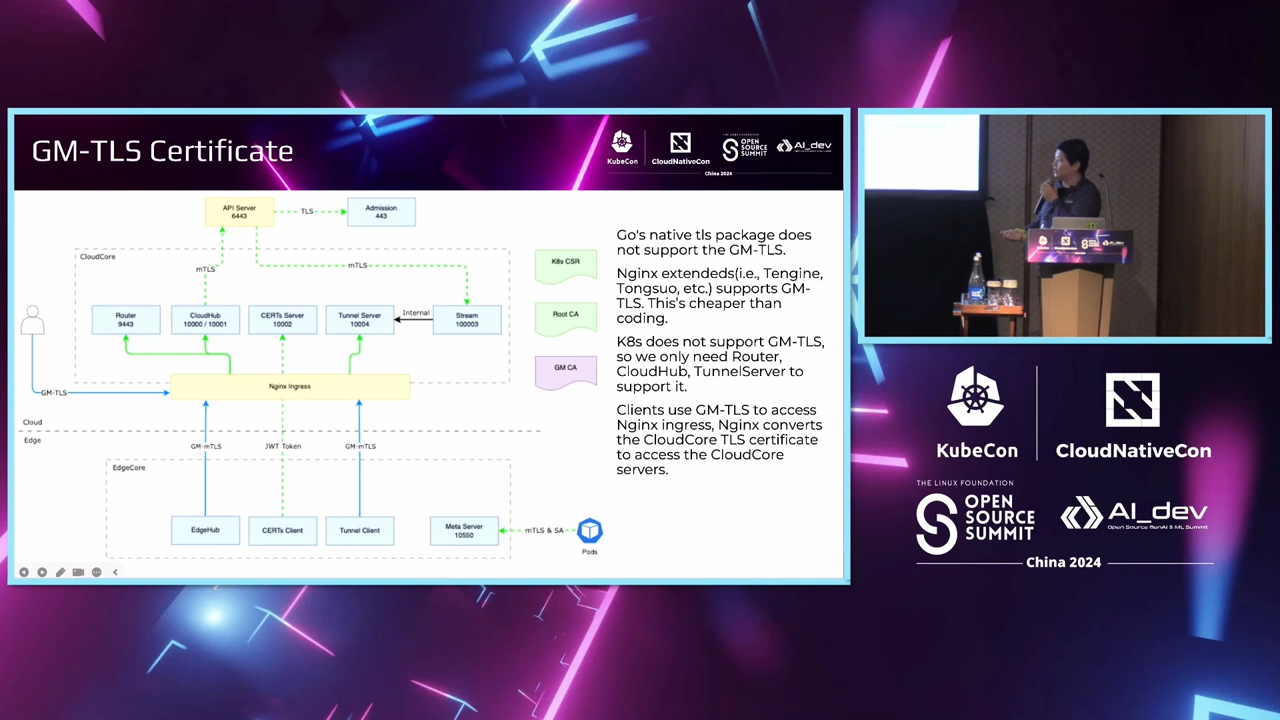 GM-TLS Certificate
KubeCon
CloudNativeCon
THE LINUX FOUNDATION
OPEN
SOURCE
SUMMIT
AI_dev
China 2024
API Server
6443
TLS
Admission
443
CloudCore
mTLS
mTLS
Router
9443
CloudHub
10000 / 10001
CERTs Server
10002
Tunnel Server
10004
Internal
Stream
100003
K8s CSR
Root CA
GM CA
GM-TLS
Nginx Ingress
Cloud
Edge
GM-mTLS
JWT Token
GM-mTLS
EdgeCore
EdgeHub
CERTs Client
Tunnel Client
Meta Server
10550
mTLS & SA
Pods
Go's native tls package does
not support the GM-TLS.
Nginx extendeds(i.e., Tengine,
Tongsuo, etc.) supports GM-
TLS. This's cheaper than
coding.
K8s does not support GM-TLS,
so we only need Router,
CloudHub, TunnelServer to
support it.
Clients use GM-TLS to access
Nginx ingress, Nginx converts
the CloudCore TLS certificate
to access the CloudCore
servers.
KubeCon
CloudNativeCon
THE LINUX FOUNDATION
OPEN
SOURCE
SUMMIT
AI_dev
Open Source GenAI & ML Summit
China 2024